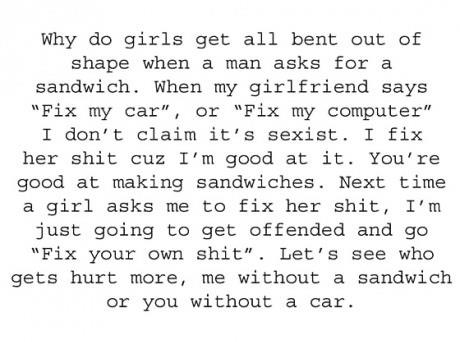 Why do girls get all bent out of
shape when a man asks for a
sandwich. When my girlfriend says
“Fix my car”, or “Fix my computer”
I don’t claim it’s sexist. I fix
her shit cuz I’m good at it. You’re
good at making sandwiches. Next time
a girl asks me to fix her shit, I’m
just going to get offended and go
“Fix your own shit”. Let’s see who
gets hurt more, me without a sandwich
or you without a car.